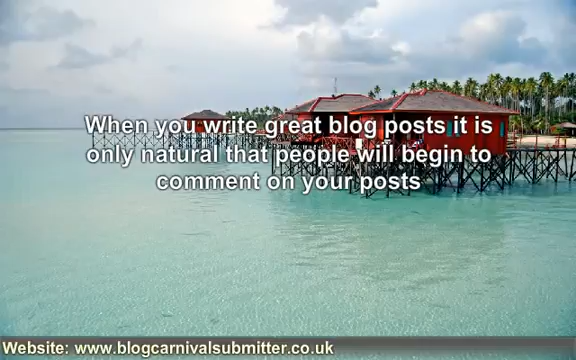 When you write great blog posts it is
only natural that people will begin to
comment on your posts
Website: www.blogcarnivalsubmitter.co.uk